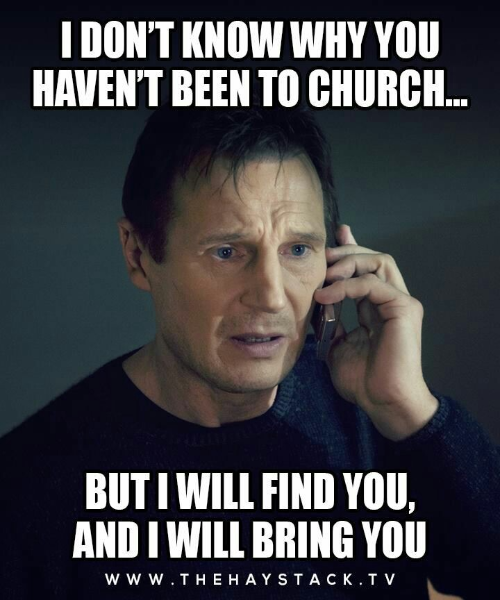 I DON'T KNOW WHY YOU
HAVEN'T BEEN TO CHURCH...
BUT I WILL FIND YOU,
AND I WILL BRING YOU
WWW.THEHAYSTACK.TV